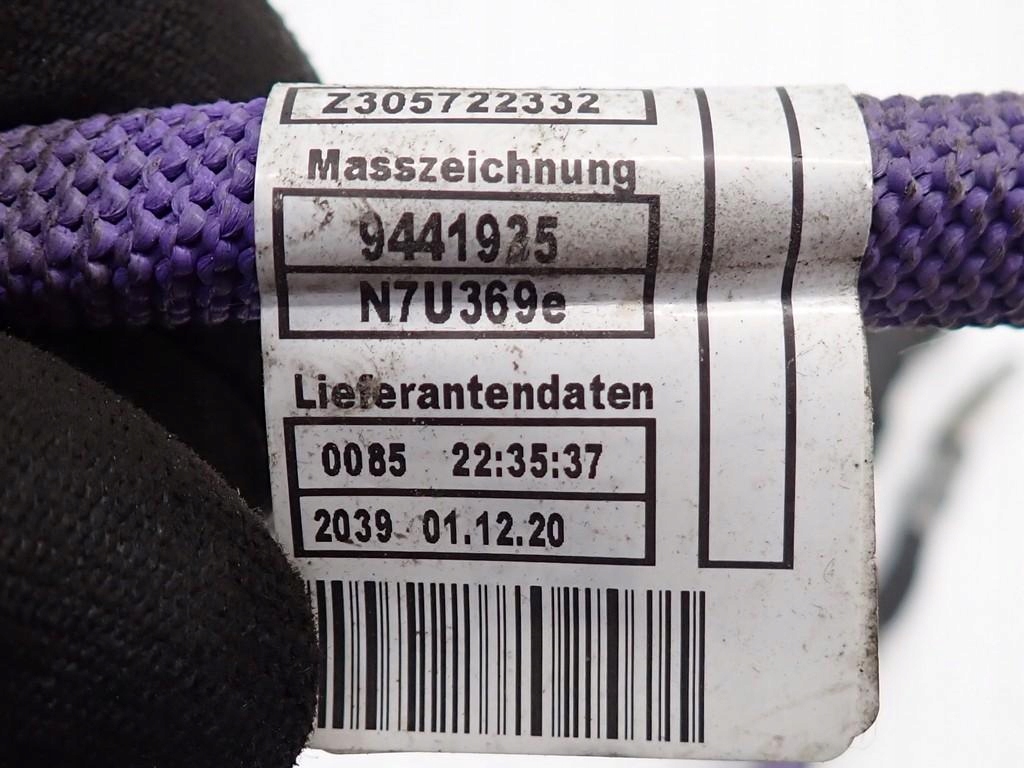 Z305722332
Masszeichnung
9441925
N7U369e
Lieferantendaten
0085 22:35:37
2039 01.12.20